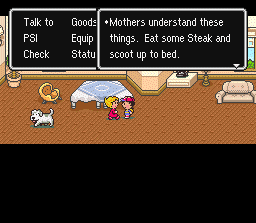 Talk to Goods
PSI Equip
Check Statu
•Mothers understand these
things. Eat some Steak and
scoot up to bed.